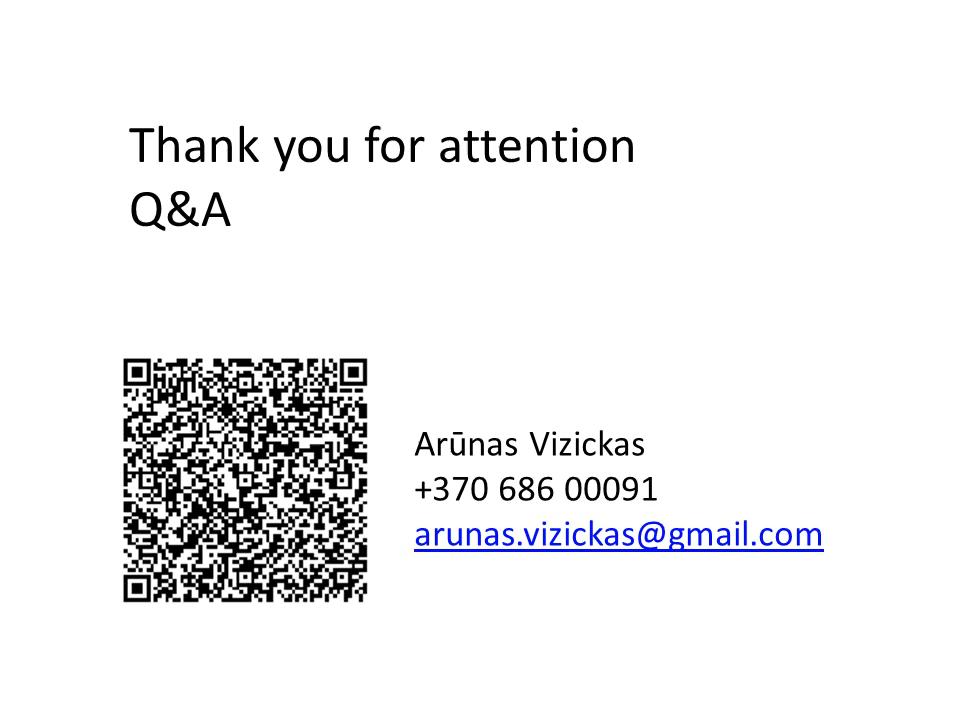 Thank you for attention
Q&A
Arūnas Vizickas
+370 686 00091
arunas.vizickas@gmail.com